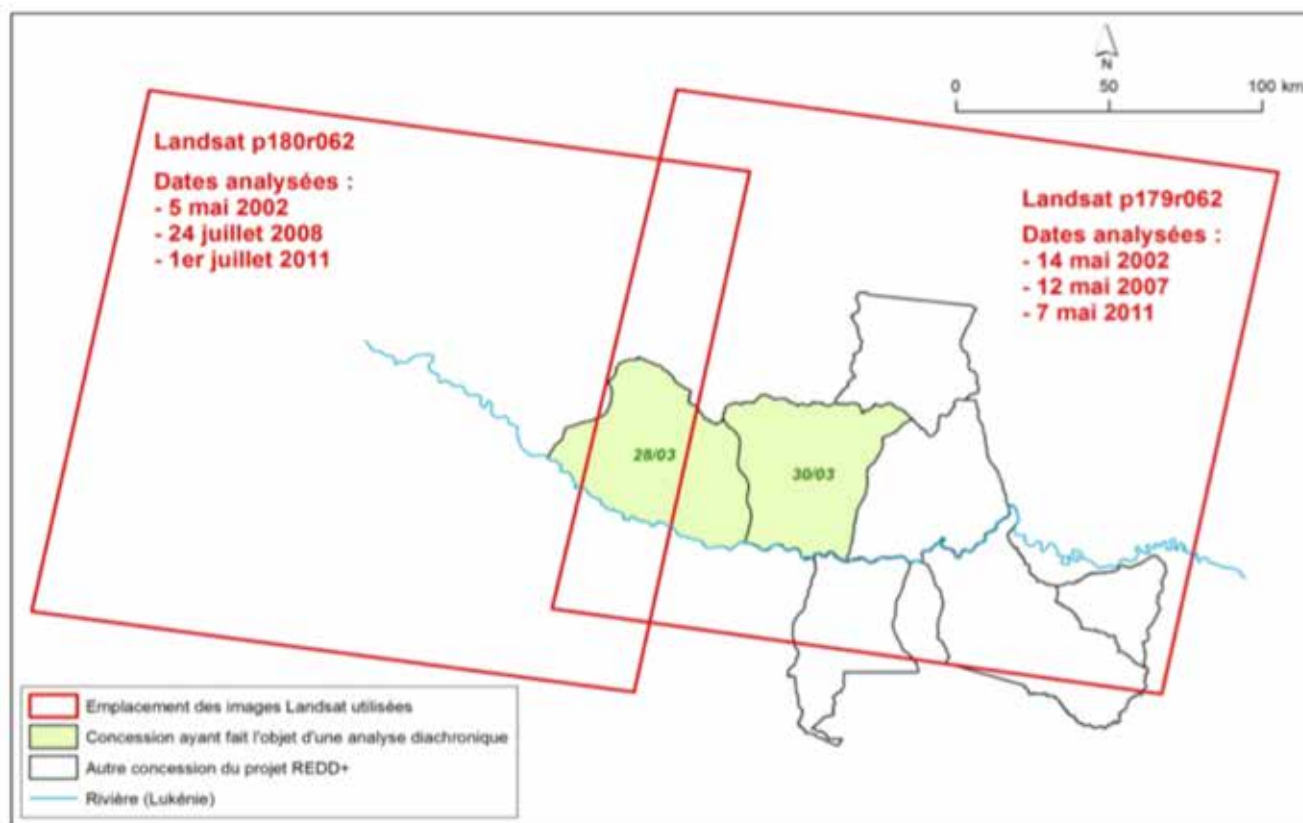 N
0 50 100 km
Landsat p180r062
Dates analysées :
- 5 mai 2002
- 24 juillet 2008
- 1er juillet 2011
Landsat p179r062
Dates analysées :
- 14 mai 2002
- 12 mai 2007
- 7 mai 2011
28/03
30/03
Emplacement des images Landsat utilisées
Concession ayant fait l'objet d'une analyse diachronique
Autre concession du projet REDD+
Rivière (Lukénie)